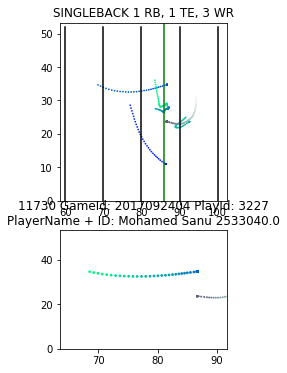 SINGLEBACK 1 RB, 1 TE, 3 WR
50
40
30
20
10
0
60 70 80 90 100
11730 GameId: 2017092404 PlayId: 3227
PlayerName + ID: Mohamed Sanu 2533040.0
40
20
0
70 80 90